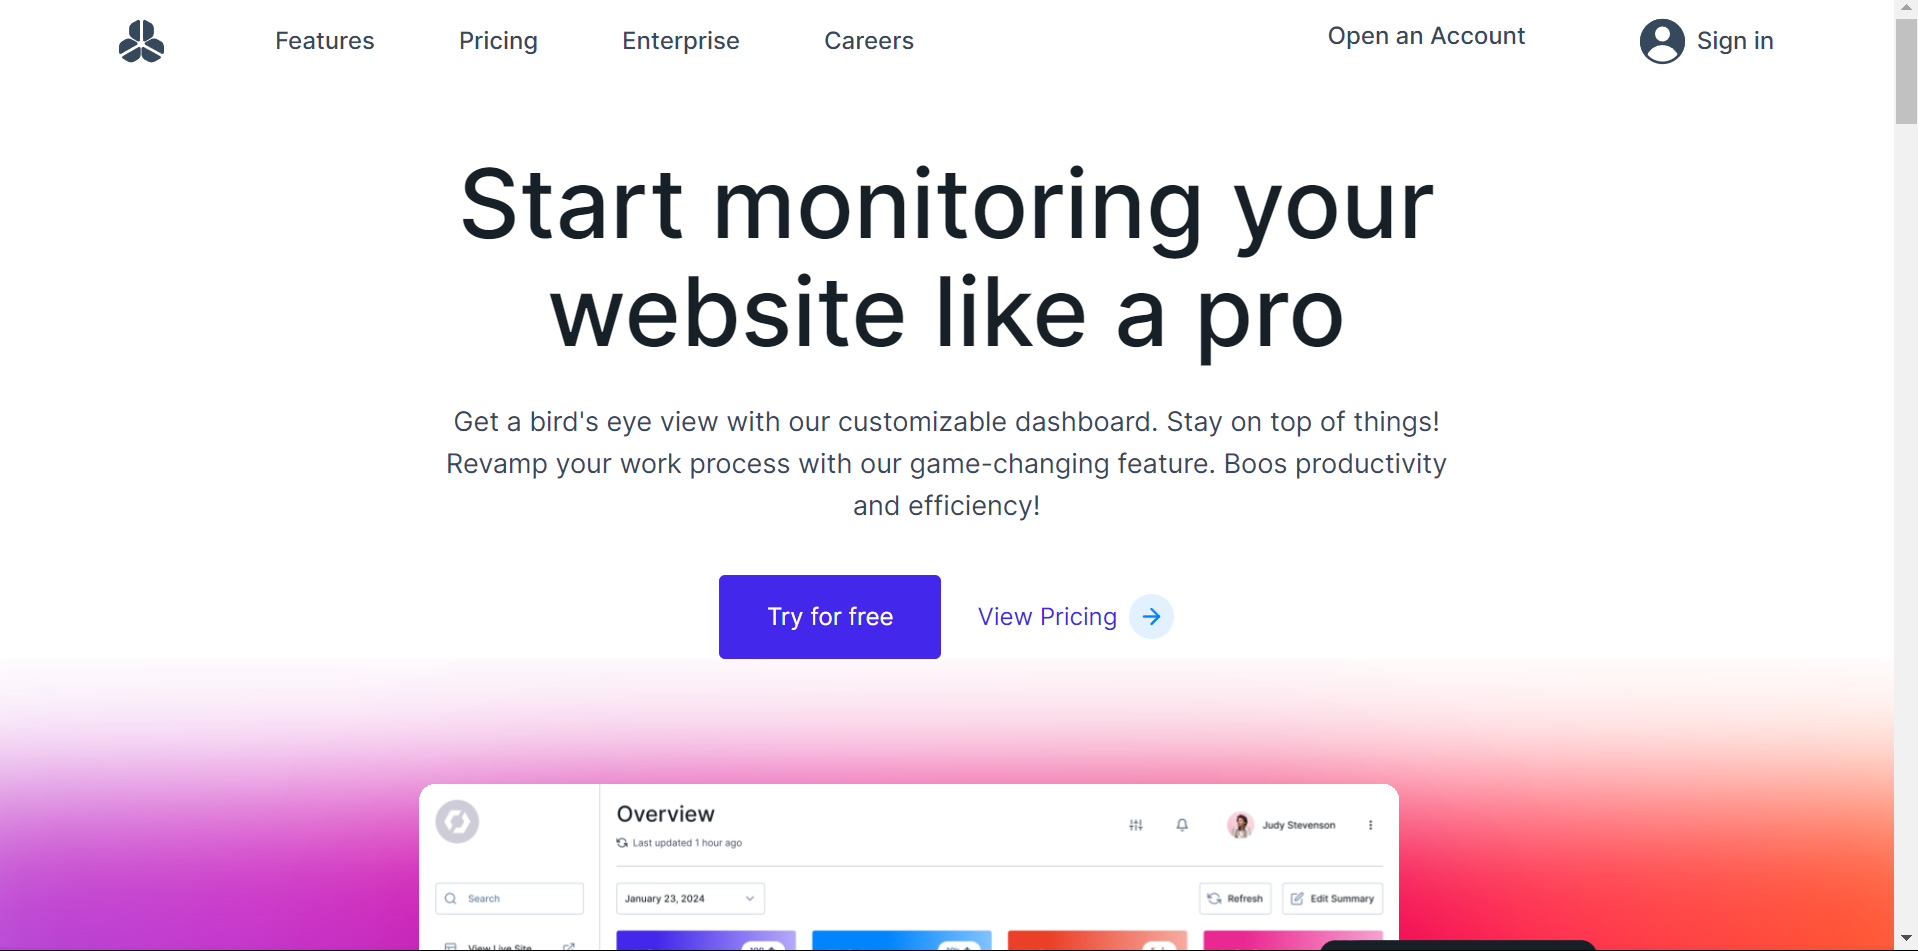 Features Pricing Enterprise Careers Open an Account Sign in
Start monitoring your
website like a pro
Get a bird's eye view with our customizable dashboard. Stay on top of things!
Revamp your work process with our game-changing feature. Boos productivity
and efficiency!
Try for free View Pricing
Overview
Last updated 1 hour ago
Judy Stevenson
Search
January 23, 2024
Refresh
Edit Summary
View Live Site